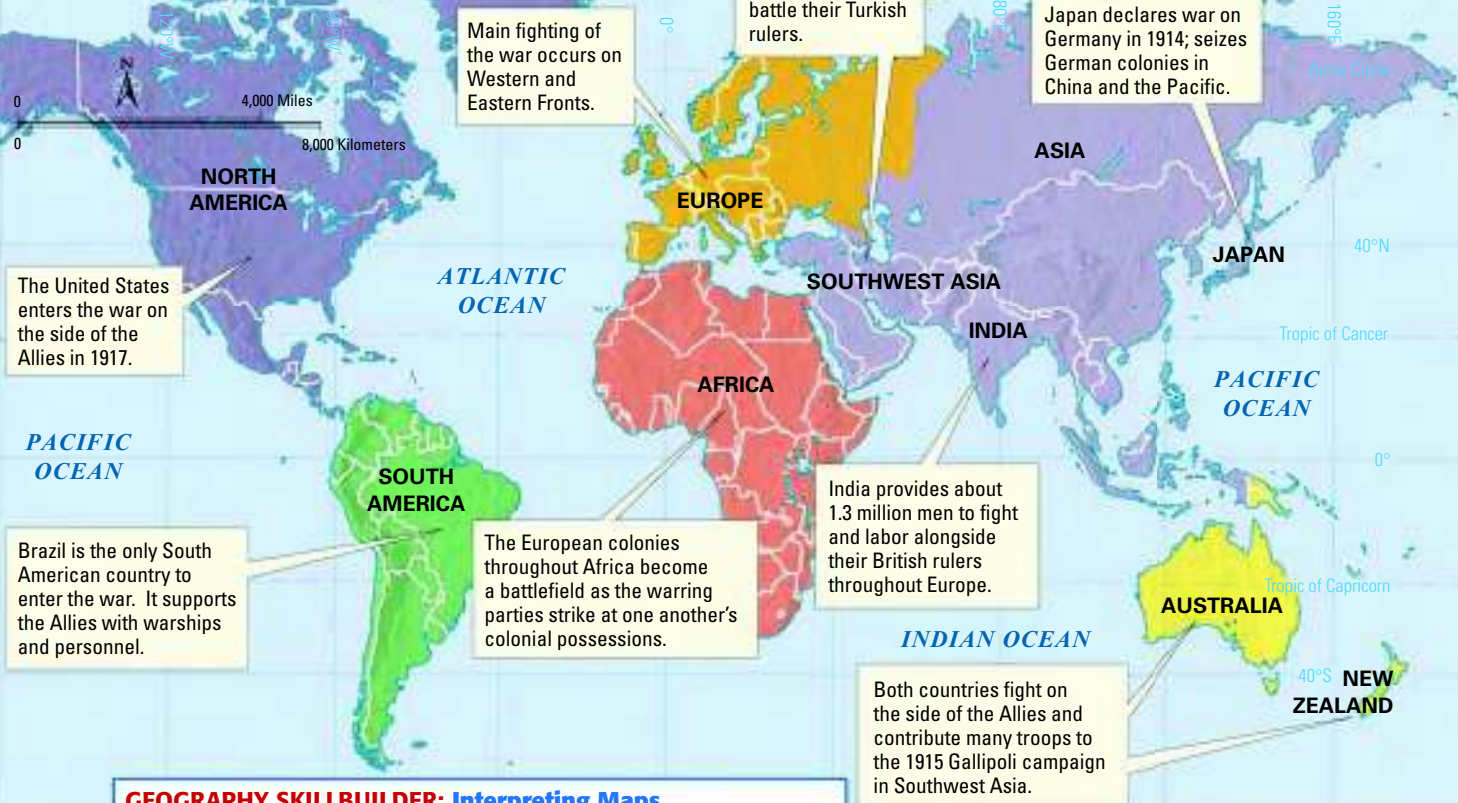 battle their Turkish
rulers.
Main fighting of
the war occurs on
Western and
Eastern Fronts.
Japan declares war on
Germany in 1914; seizes
German colonies in
China and the Pacific.
120°W
0°
80°E
160°E
Arctic Circle
N
0
4,000 Miles
0
8,000 Kilometers
NORTH
AMERICA
EUROPE
ASIA
JAPAN
40°N
ATLANTIC
OCEAN
SOUTHWEST ASIA
The United States
enters the war on
the side of the
Allies in 1917.
INDIA
Tropic of Cancer
AFRICA
PACIFIC
OCEAN
PACIFIC
OCEAN
0°
SOUTH
AMERICA
India provides about
1.3 million men to fight
and labor alongside
their British rulers
throughout Europe.
Brazil is the only South
American country to
enter the war. It supports
the Allies with warships
and personnel.
The European colonies
throughout Africa become
a battlefield as the warring
parties strike at one another's
colonial possessions.
Tropic of Capricorn
AUSTRALIA
INDIAN OCEAN
40°S
NEW
ZEALAND
Both countries fight on
the side of the Allies and
contribute many troops to
the 1915 Gallipoli campaign
in Southwest Asia.
GEOGRAPHY SKILLBUILDER: Interpreting Maps